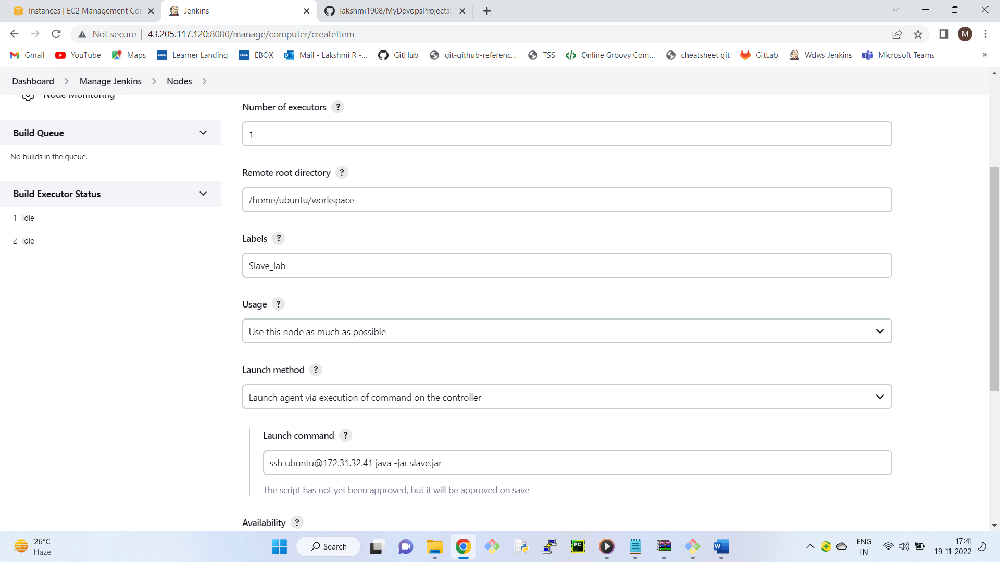 Instances | EC2 Management Con
Jenkins
lakshmi1908/MyDevopsProjects:
Not secure
43.205.117.120:8080/manage/computer/createItem
M
Gmail
YouTube
Maps
HCL
Learner Landing
HCL
EBOX
Mail - Lakshmi R -...
GitHub
git-github-referenc...
TSS
Online Groovy Com...
cheatsheet git
GitLab
Wdws Jenkins
Microsoft Teams
»
Dashboard
Manage Jenkins
Nodes
Node Monitoring
Number of executors ?
1
Build Queue
No builds in the queue.
Remote root directory ?
/home/ubuntu/workspace
Build Executor Status
1 Idle
2 Idle
Labels ?
Slave_lab
Usage ?
Use this node as much as possible
Launch method ?
Launch agent via execution of command on the controller
Launch command ?
ssh ubuntu@172.31.32.41 java -jar slave.jar
The script has not yet been approved, but it will be approved on save
Availability ?
26°C
Haze
Search
PC
W
ENG
IN
17:41
19-11-2022